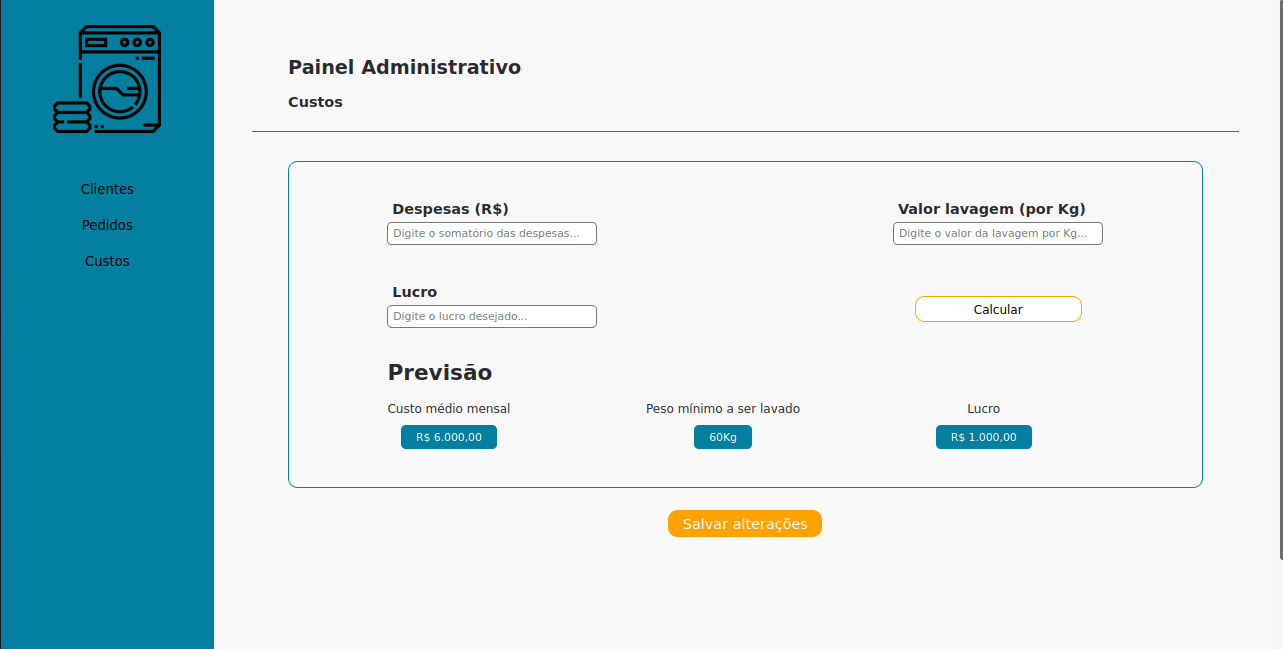 Painel Administrativo
Custos
Clientes
Pedidos
Custos
Despesas (R$)
Digite o somatório das despesas...
Valor lavagem (por Kg)
Digite o valor da lavagem por Kg...
Lucro
Digite o lucro desejado...
Calcular
Previsão
Custo médio mensal
Peso mínimo a ser lavado
Lucro
R$ 6.000,00
60Kg
R$ 1.000,00
Salvar alterações